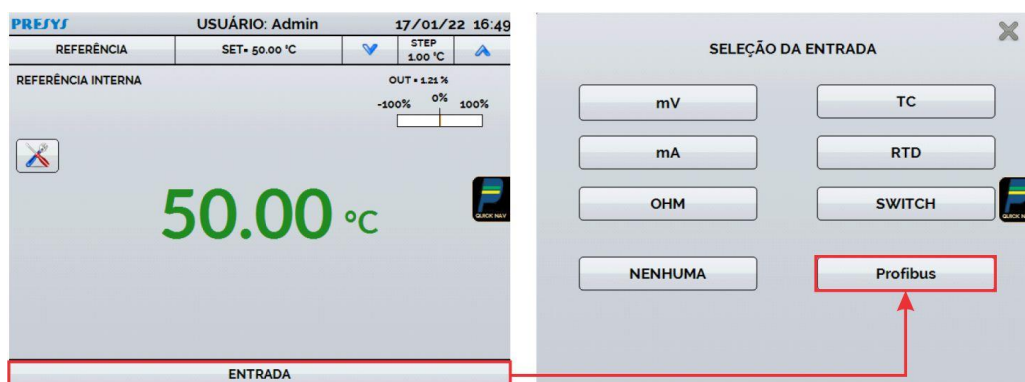 PRESYS USUÁRIO: Admin 17/01/22 16:49
REFERÊNCIA SET= 50.00 °C STEP
1.00 °C
REFERÊNCIA INTERNA OUT = 1.21 %
-100% 0% 100%
50.00 °C
QUICK NAV
ENTRADA
SELEÇÃO DA ENTRADA
mV TC
mA RTD
OHM SWITCH
QUICK N
NENHUMA Profibus